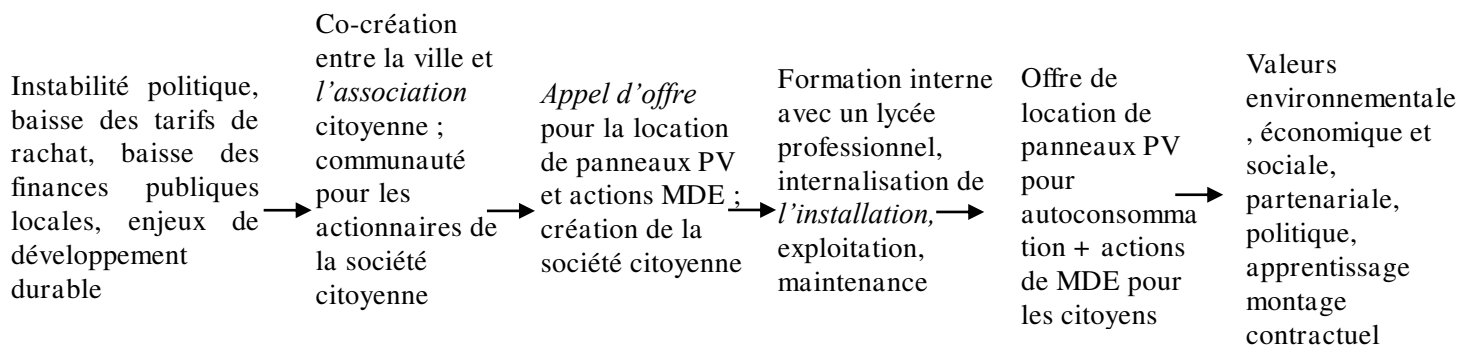 Instabilité politique,
baisse des tarifs de
rachat, baisse des
finances publiques
locales, enjeux de
développement
durable
Co-création
entre la ville et
l'association
citoyenne ;
communauté
pour les
actionnaires de
la société
citoyenne
Appel d'offre
pour la location
de panneaux PV
et actions MDE ;
création de la
société citoyenne
Formation interne
avec un lycée
professionnel,
internalisation de
l'installation,
exploitation,
maintenance
Offre de
location de
panneaux PV
pour
autoconsomma
tion + actions
de MDE pour
les citoyens
Valeurs
environnementale
, économique et
sociale,
partenariale,
politique,
apprentissage
montage
contractuel